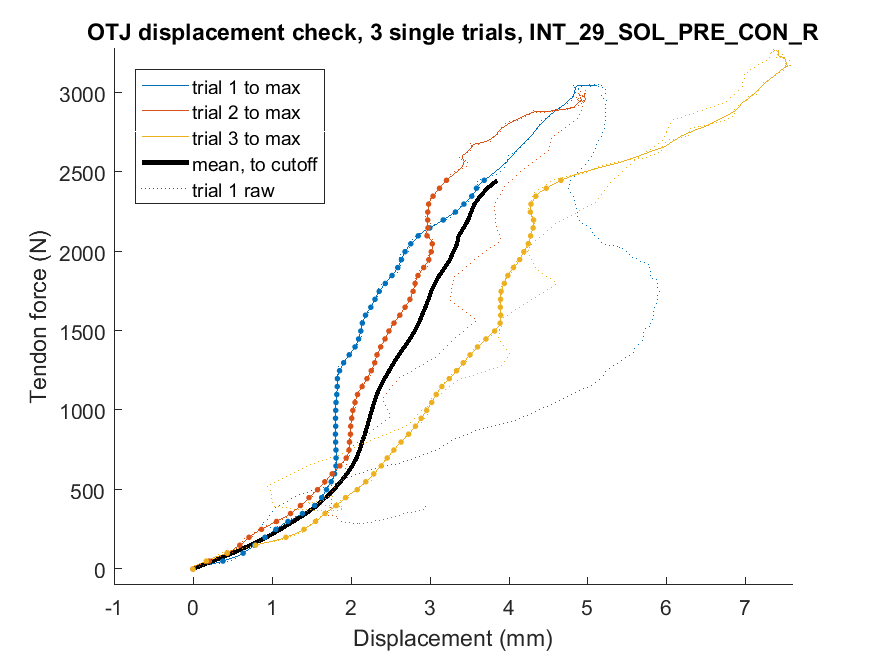 OTJ displacement check, 3 single trials, INT_29_SOL_PRE_CON_R
trial 1 to max
trial 2 to max
trial 3 to max
mean, to cutoff
trial 1 raw
3000
2500
2000
1500
1000
500
0
Tendon force (N)
-1 0 1 2 3 4 5 6 7
Displacement (mm)